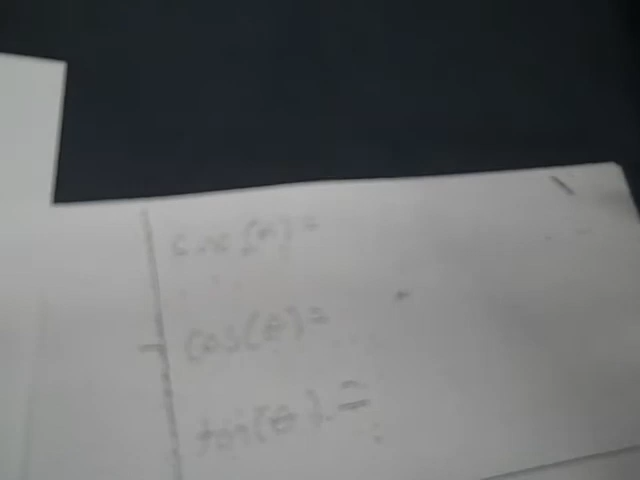 sin(θ) =
cos(θ) =
tan(θ) =